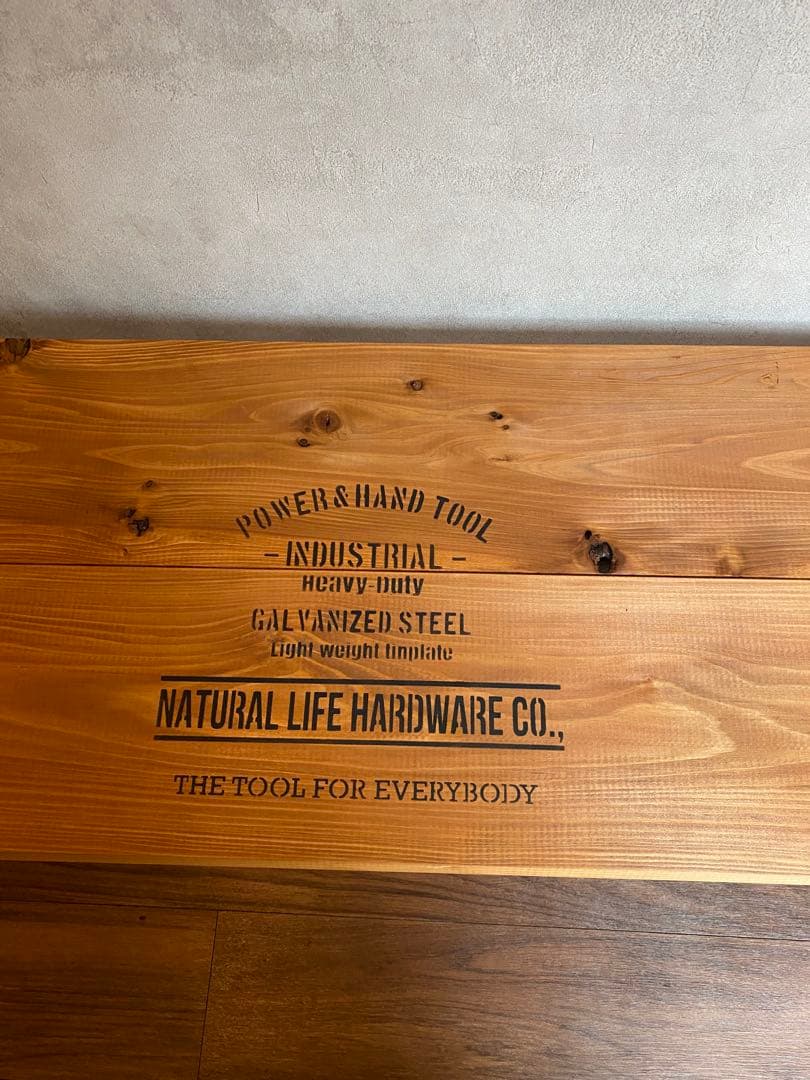 POWER & HAND TOOL
– INDUSTRIAL –
Heavy-Duty
GALVANIZED STEEL
Light weight tinplate
NATURAL LIFE HARDWARE CO.,
THE TOOL FOR EVERYBODY